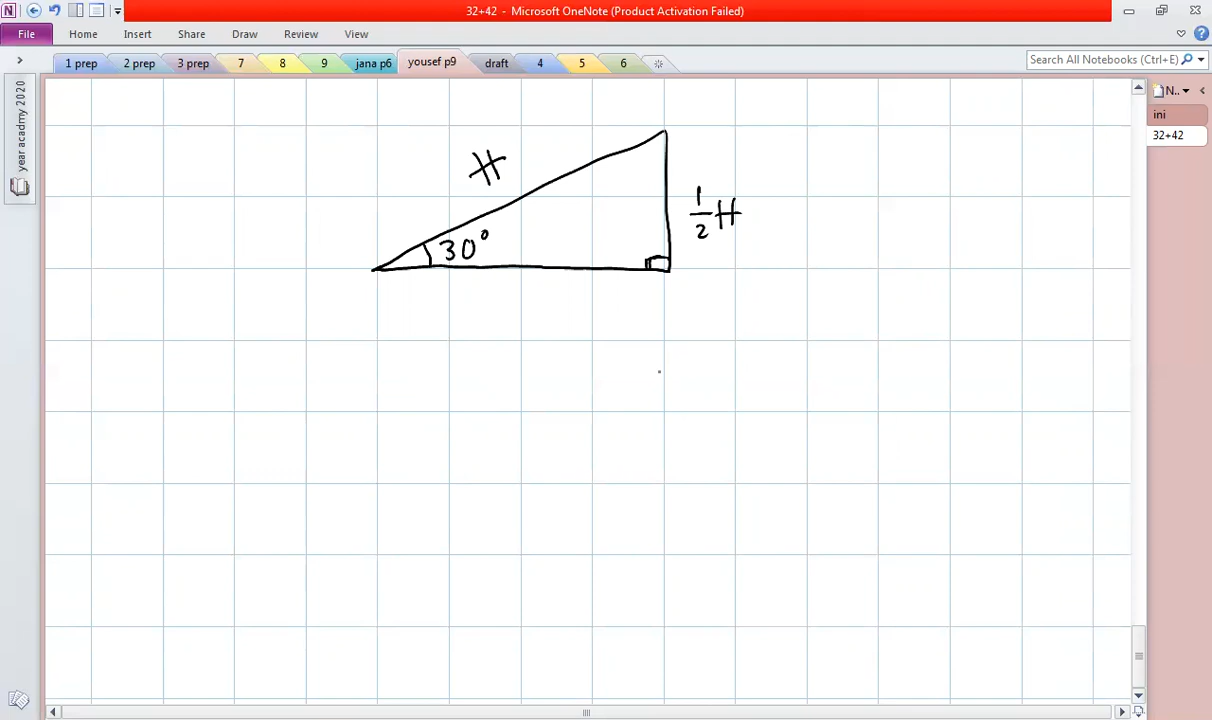 32+42 - Microsoft OneNote (Product Activation Failed)
File Home Insert Share Draw Review View
1 prep 2 prep 3 prep 7 8 9 jana p6 yousef p9 draft 4 5 6
Search All Notebooks (Ctrl+E)
year acadmy 2020
N..
ini
32+42
H
30°
1/2 H